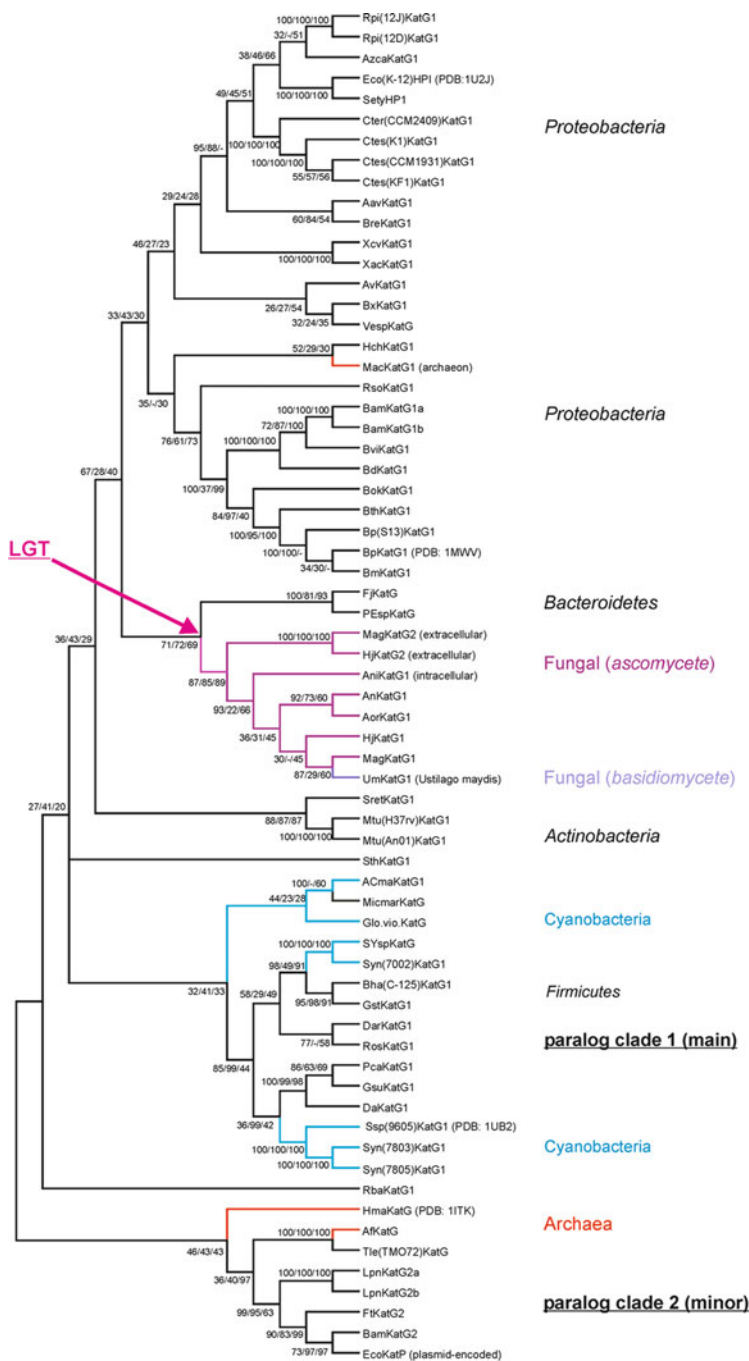 100/100/100
Rpi(12J)KatG1
32/-/51
Rpi(12D)KatG1
38/46/66
AzcaKatG1
Eco(K-12)HPI (PDB:1U2J)
49/45/51
100/100/100
SetyHP1
Cter(CCM2409)KatG1
Proteobacteria
95/88/-
100/100/100
Ctes(K1)KatG1
100/100/100
Ctes(CCM1931)KatG1
55/57/56
Ctes(KF1)KatG1
29/24/28
AavKatG1
60/84/54
BreKatG1
46/27/23
XcvKatG1
100/100/100
XacKatG1
AvKatG1
26/27/54
BxKatG1
33/43/30
32/24/35
VespKatG
HchKatG1
52/29/30
MacKatG1 (archaeon)
35/-/30
RsoKatG1
100/100/100
BamKatG1a
Proteobacteria
72/87/100
BamKatG1b
76/61/73
100/100/100
BviKatG1
BdKatG1
67/28/40
100/37/99
BokKatG1
84/97/40
BthKatG1
100/95/100
Bp(S13)KatG1
LGT
100/100/-
BpKatG1 (PDB: 1MWV)
34/30/-
BmKatG1
100/81/93
FjKatG
Bacteroidetes
PEspKatG
36/43/29
71/72/69
100/100/100
MagKatG2 (extracellular)
HjKatG2 (extracellular)
Fungal (ascomycete)
87/85/89
AniKatG1 (intracellular)
93/22/66
92/73/60
AnKatG1
AorKatG1
36/31/45
HjKatG1
30/-/45
MagKatG1
87/29/60
UmKatG1 (Ustilago maydis)
Fungal (basidiomycete)
27/41/20
SretKatG1
88/87/87
Mtu(H37rv)KatG1
Actinobacteria
100/100/100
Mtu(An01)KatG1
SthKatG1
100/-/60
ACmaKatG1
44/23/28
MicmarKatG
Glo.vio.KatG
Cyanobacteria
100/100/100
SYspKatG
98/49/91
Syn(7002)KatG1
32/41/33
58/29/49
95/98/91
Bha(C-125)KatG1
Firmicutes
GstKatG1
DarKatG1
paralog clade 1 (main)
77/-/58
RosKatG1
85/99/44
86/63/69
PcaKatG1
100/99/98
GsuKatG1
DaKatG1
36/99/42
Ssp(9605)KatG1 (PDB: 1UB2)
100/100/100
Syn(7803)KatG1
Cyanobacteria
100/100/100
Syn(7805)KatG1
RbaKatG1
HmaKatG (PDB: 1ITK)
Archaea
46/43/43
100/100/100
AfKatG
Tle(TMO72)KatG
36/40/97
100/100/100
LpnKatG2a
LpnKatG2b
paralog clade 2 (minor)
99/95/63
FtKatG2
90/83/99
BamKatG2
73/97/97
EcoKatP (plasmid-encoded)